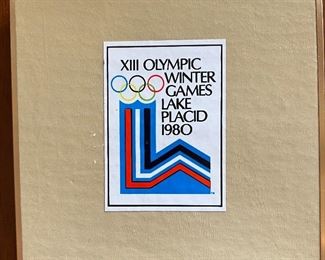 XIII OLYMPIC
WINTER
GAMES
LAKE
PLACID
1980